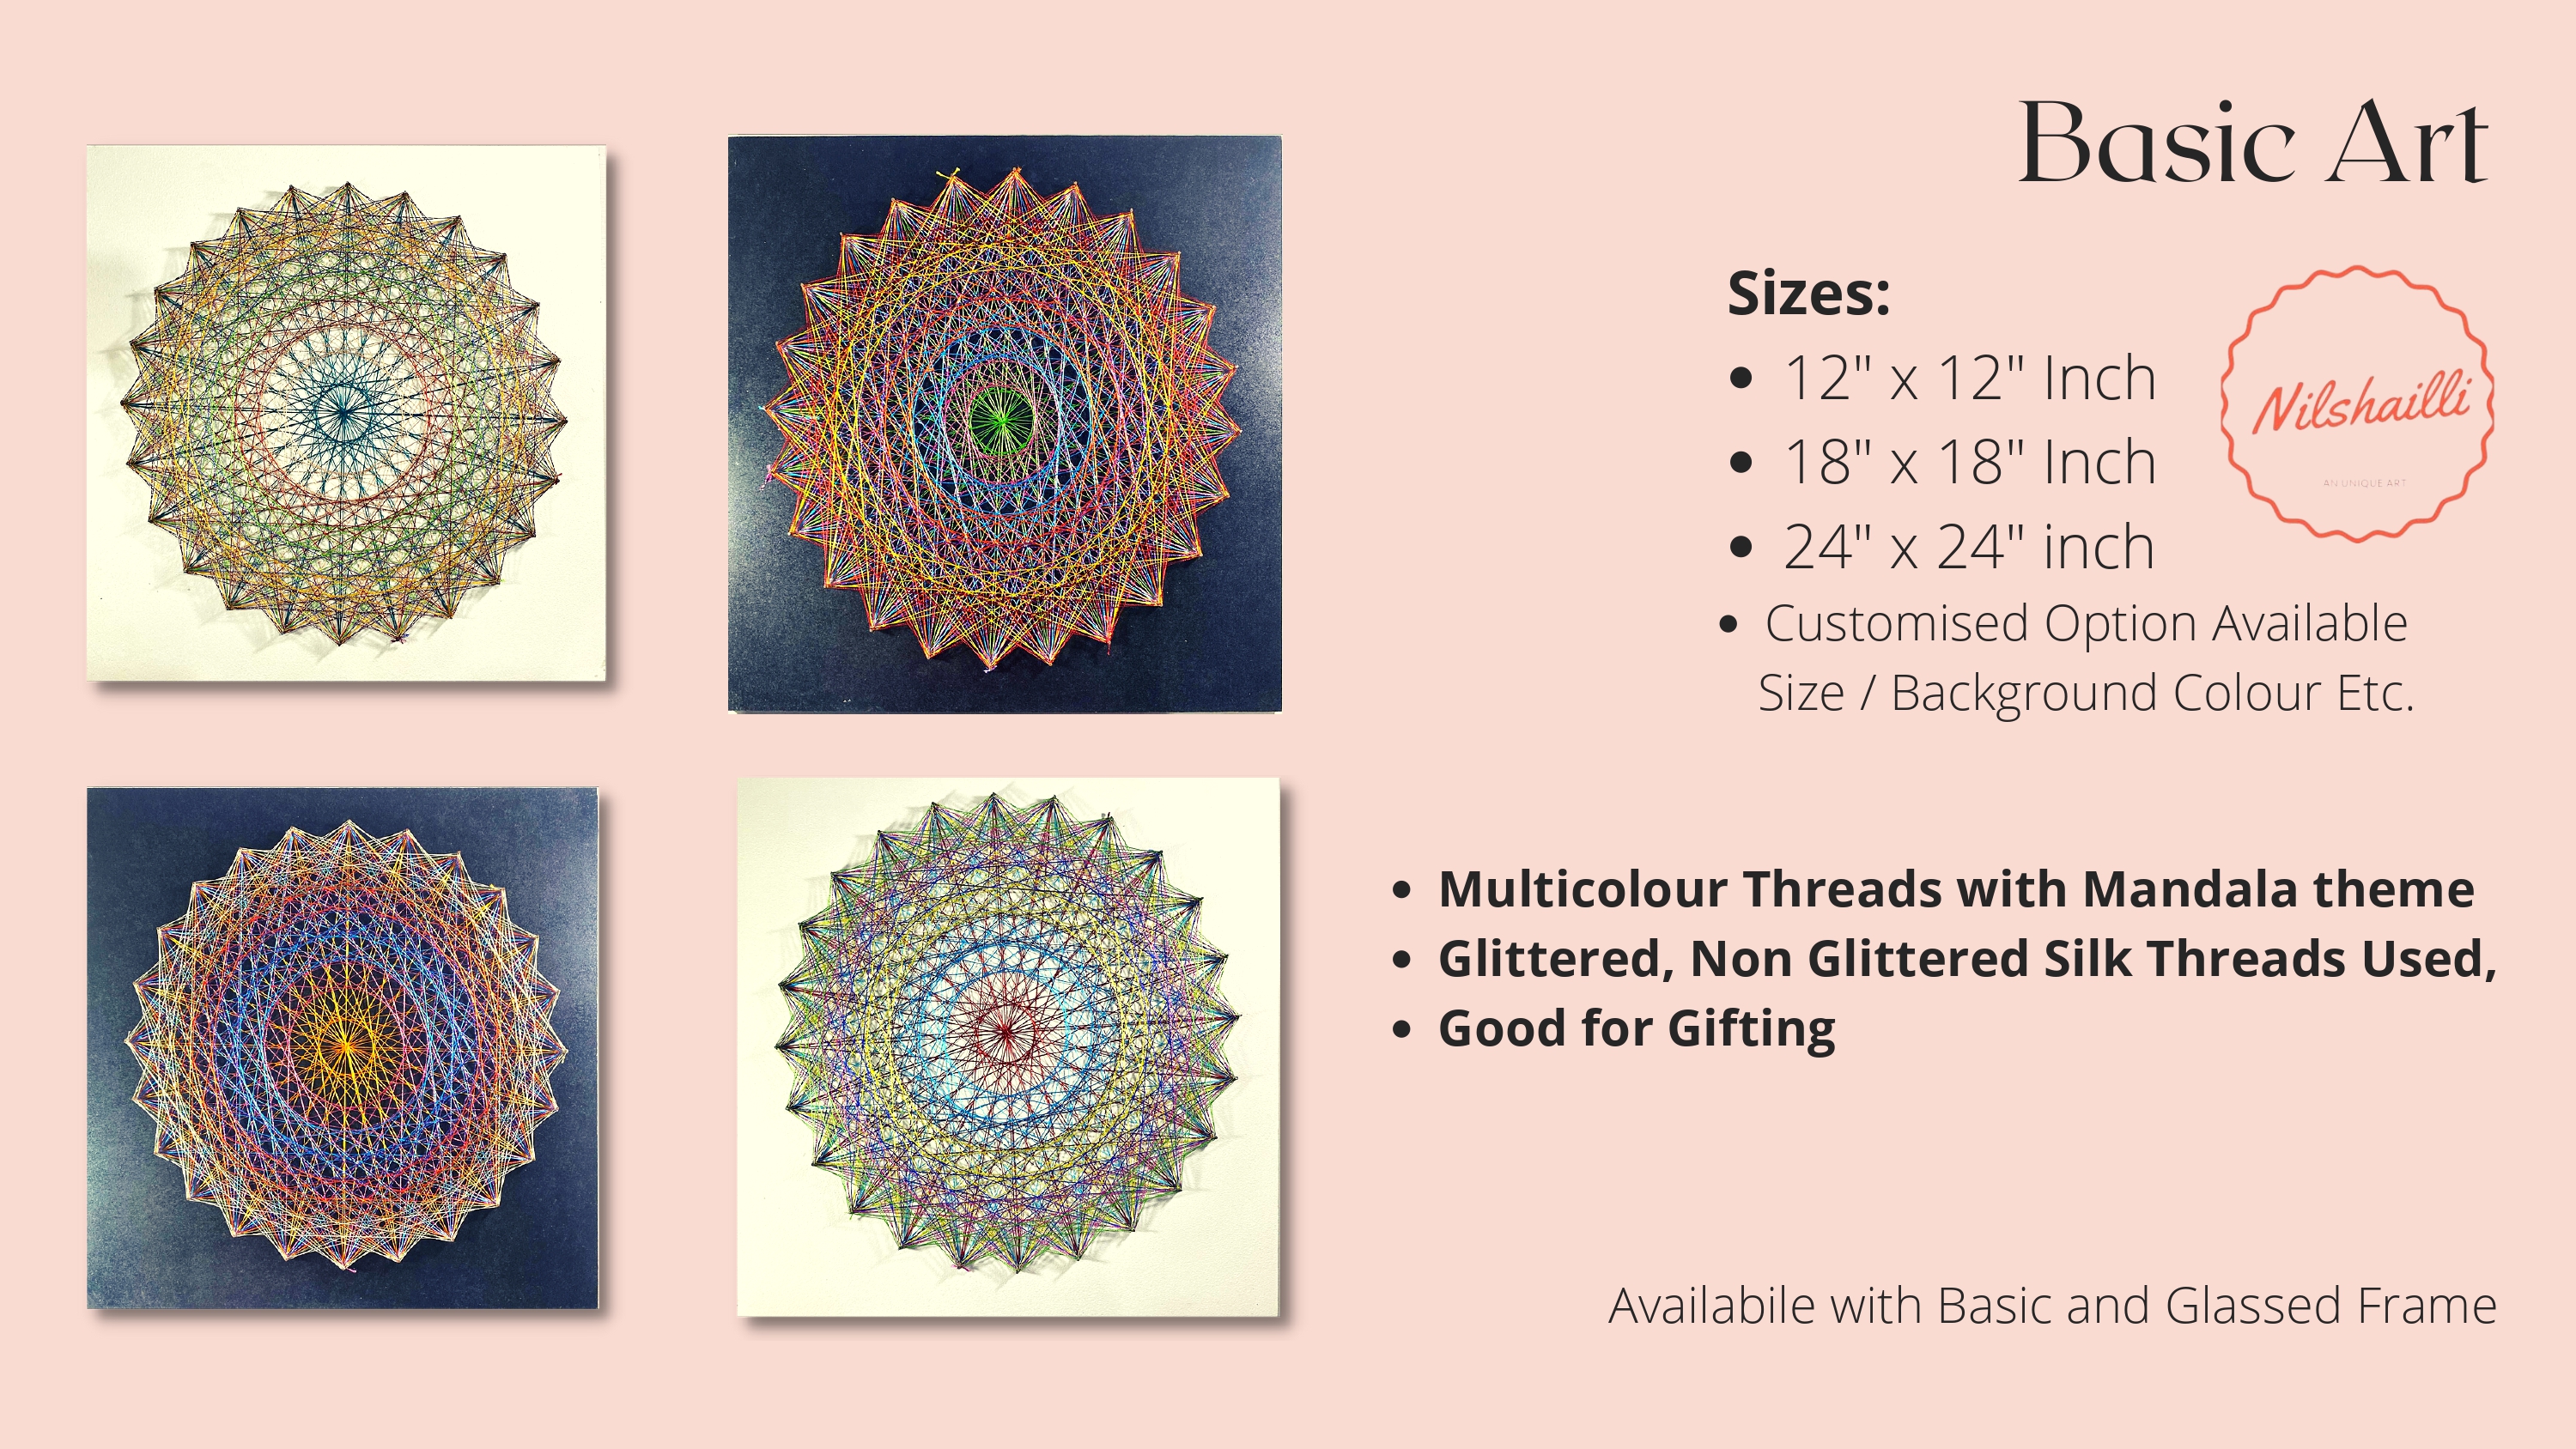 Basic Art
Sizes:
• 12" x 12" Inch
• 18" x 18" Inch
• 24" x 24" inch
• Customised Option Available
Size / Background Colour Etc.
Nilshailli
AN UNIQUE ART
• Multicolour Threads with Mandala theme
• Glittered, Non Glittered Silk Threads Used,
• Good for Gifting
Availabile with Basic and Glassed Frame